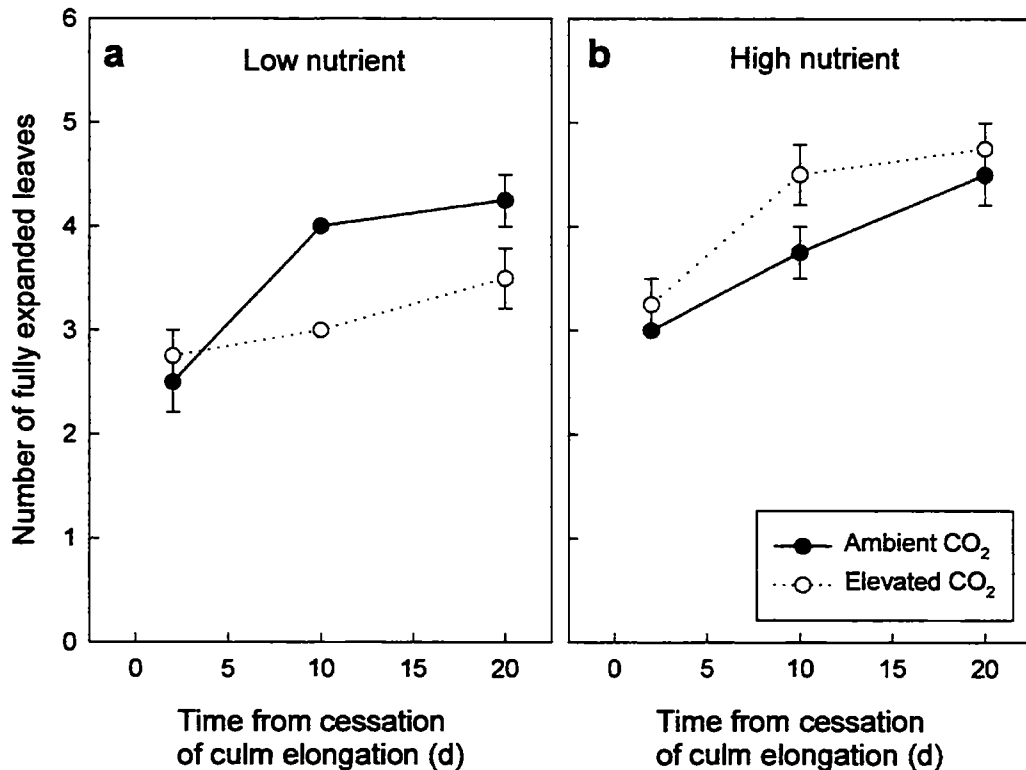 Number of fully expanded leaves
6
5
4
3
2
1
0
a
Low nutrient
0
5
10
15
20
Time from cessation
of culm elongation (d)
b
High nutrient
Ambient CO₂
Elevated CO₂
0
5
10
15
20
Time from cessation
of culm elongation (d)